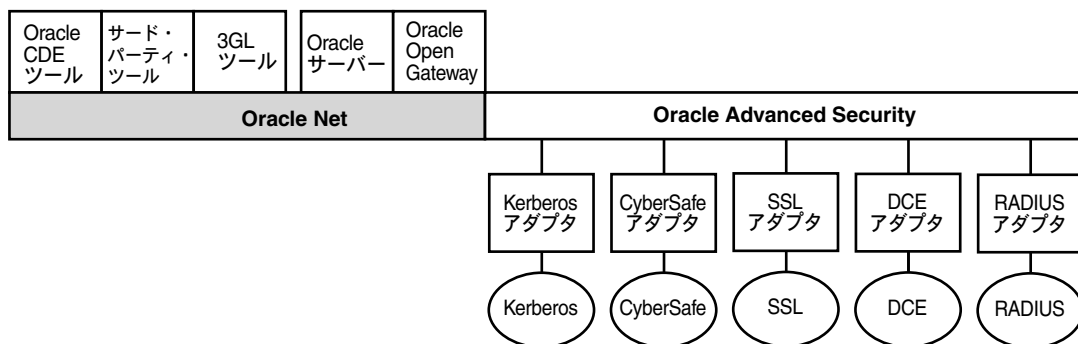 Oracle
CDE
ツール
サード・
パーティ・
ツール
3GL
ツール
Oracle
サーバー
Oracle
Open
Gateway
Oracle Net
Oracle Advanced Security
Kerberos
アダプタ
CyberSafe
アダプタ
SSL
アダプタ
DCE
アダプタ
RADIUS
アダプタ
Kerberos
CyberSafe
SSL
DCE
RADIUS